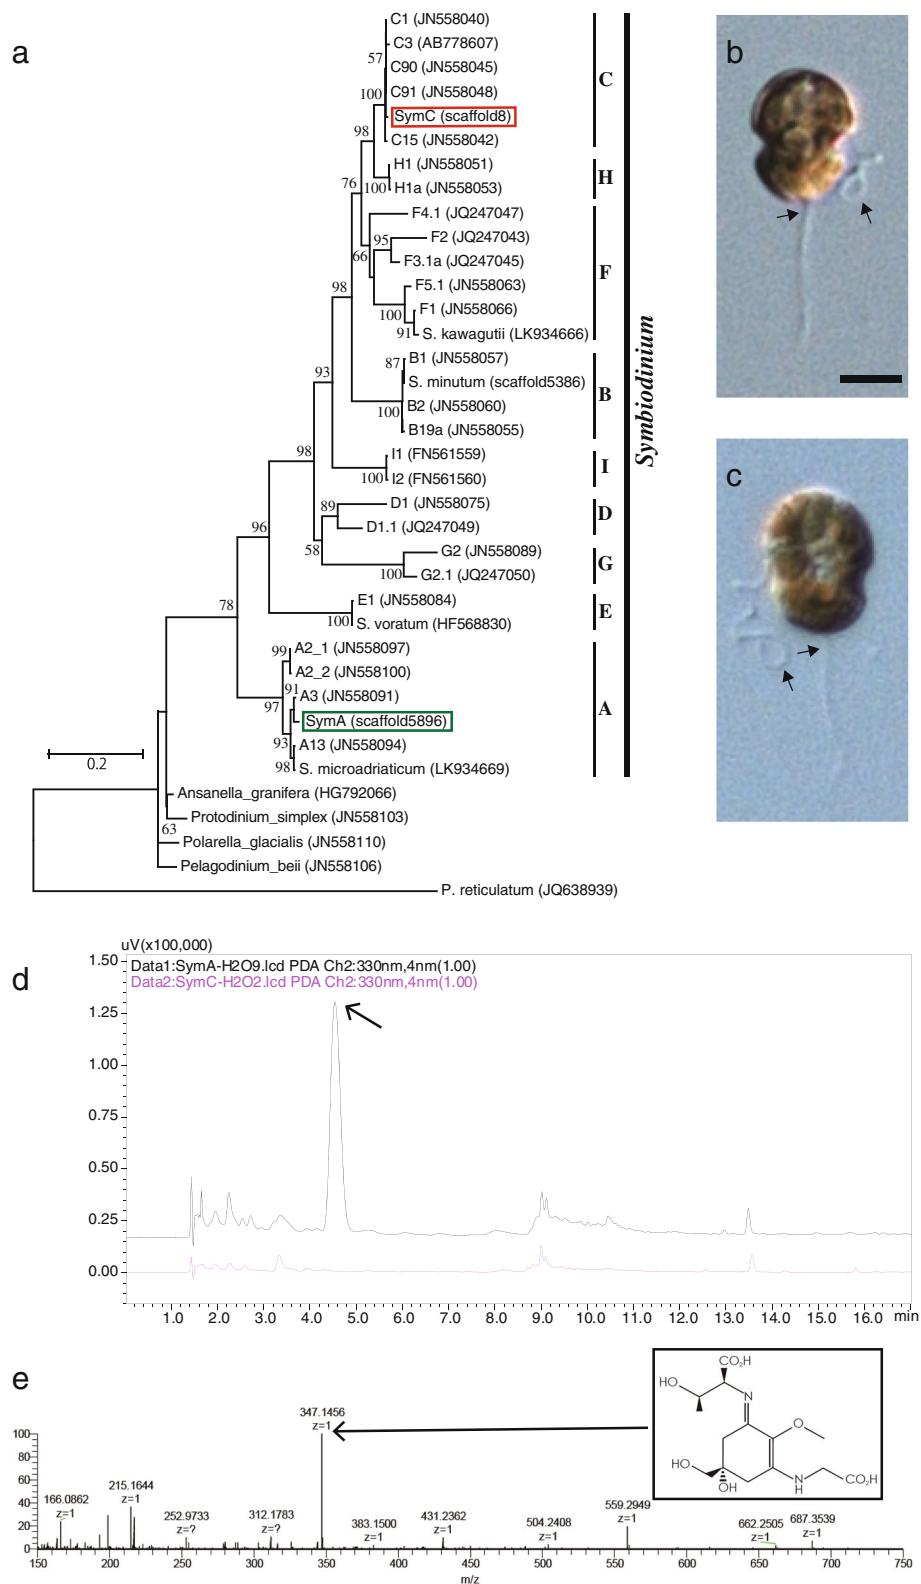 a
C1 (JN558040)
C3 (AB778607)
57
C90 (JN558045)
C
100
C91 (JN558048)
SymC (scaffold8)
98
C15 (JN558042)
H1 (JN558051)
H
76
100
H1a (JN558053)
F4.1 (JQ247047)
95
F2 (JQ247043)
66
F3.1a (JQ247045)
F
F5.1 (JN558063)
98
100
F1 (JN558066)
91
S. kawagutii (LK934666)
87
B1 (JN558057)
93
S. minutum (scaffold5386)
B
100
B2 (JN558060)
B19a (JN558055)
98
I1 (FN561559)
I
100
I2 (FN561560)
89
D1 (JN558075)
D
96
D1.1 (JQ247049)
58
G2 (JN558089)
G
100
G2.1 (JQ247050)
78
E1 (JN558084)
E
100
S. voratum (HF568830)
99
A2_1 (JN558097)
A2_2 (JN558100)
91
97
A3 (JN558091)
A
SymA (scaffold5896)
93
A13 (JN558094)
98
S. microadriaticum (LK934669)
Symbiodinium
0.2
Ansanella_granifera (HG792066)
Protodinium_simplex (JN558103)
63
Polarella_glacialis (JN558110)
Pelagodinium_beii (JN558106)
P. reticulatum (JQ638939)
b
c
d
uV(x100,000)
Data1:SymA-H2O9.lcd PDA Ch2:330nm,4nm(1.00)
Data2:SymC-H2O2.lcd PDA Ch2:330nm,4nm(1.00)
1.50
1.25
1.00
0.75
0.50
0.25
0.00
1.0 2.0 3.0 4.0 5.0 6.0 7.0 8.0 9.0 10.0 11.0 12.0 13.0 14.0 15.0 16.0 min
e
CO₂H
HO
N
O
HO
OH
N
H
CO₂H
347.1456
z=1
166.0862
z=1
215.1644
z=1
252.9733
z=?
312.1783
z=?
383.1500
z=1
431.2362
z=1
504.2408
z=1
559.2949
z=1
662.2505
z=1
687.3539
z=1
100
80
60
40
20
0
150 200 250 300 350 400 450 500 550 600 650 700 750
m/z